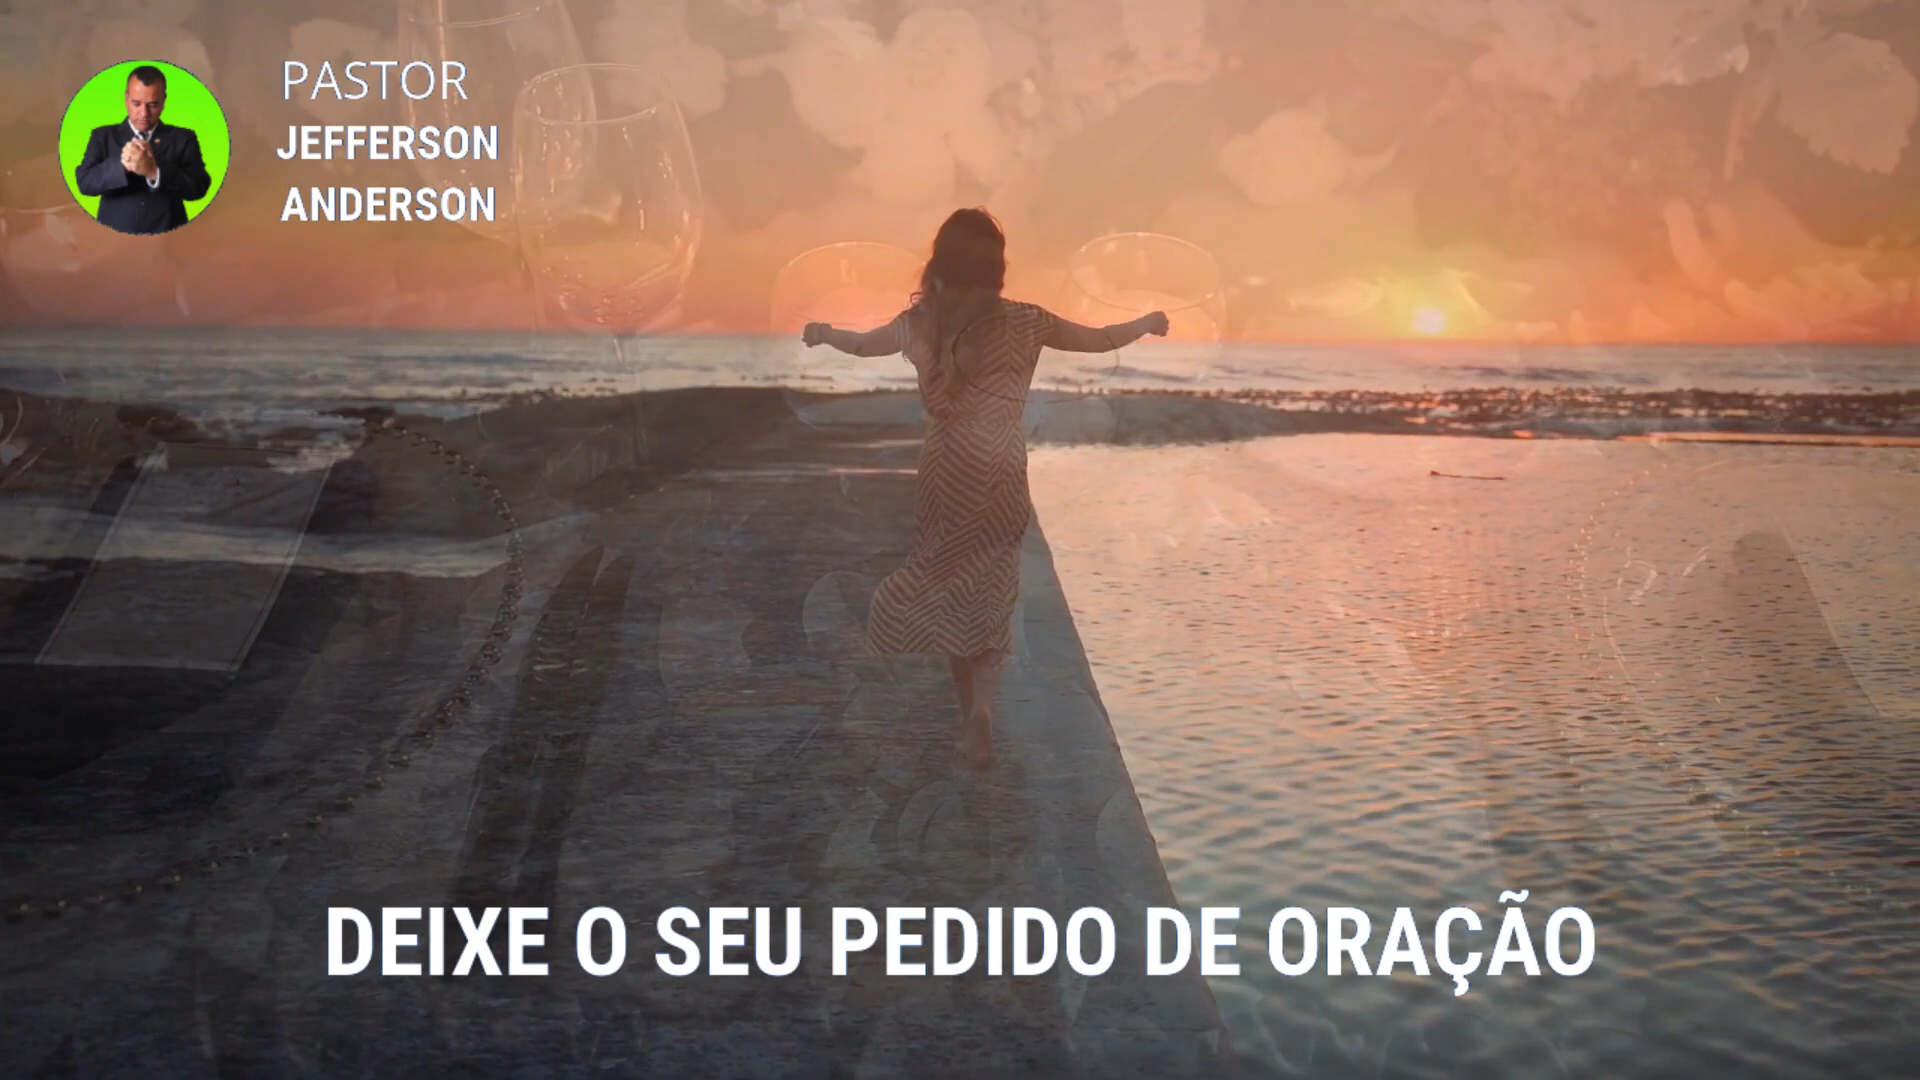 PASTOR
JEFFERSON
ANDERSON
DEIXE O SEU PEDIDO DE ORAÇÃO